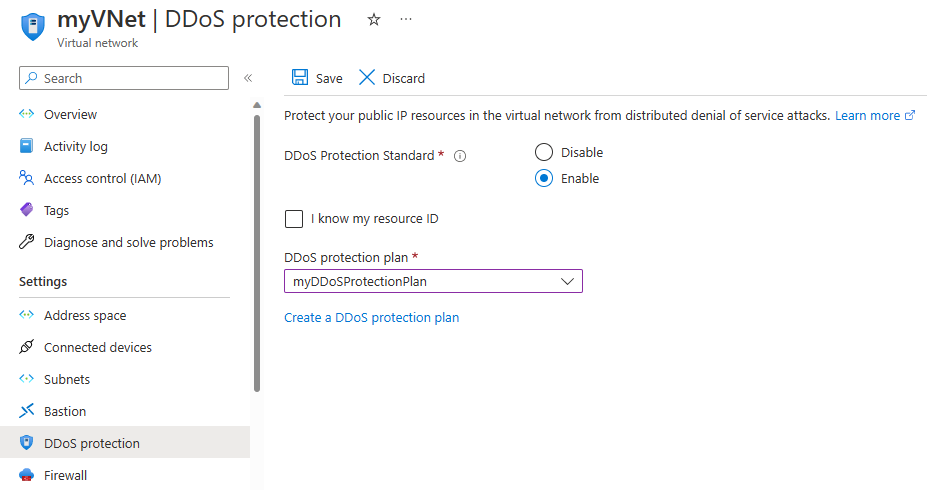 myVNet | DDoS protection
Virtual network
Search
Overview
Activity log
Access control (IAM)
Tags
Diagnose and solve problems
Settings
Address space
Connected devices
Subnets
Bastion
DDoS protection
Firewall
Save Discard
Protect your public IP resources in the virtual network from distributed denial of service attacks. Learn more
DDoS Protection Standard *
Disable
Enable
I know my resource ID
DDoS protection plan *
myDDoSProtectionPlan
Create a DDoS protection plan